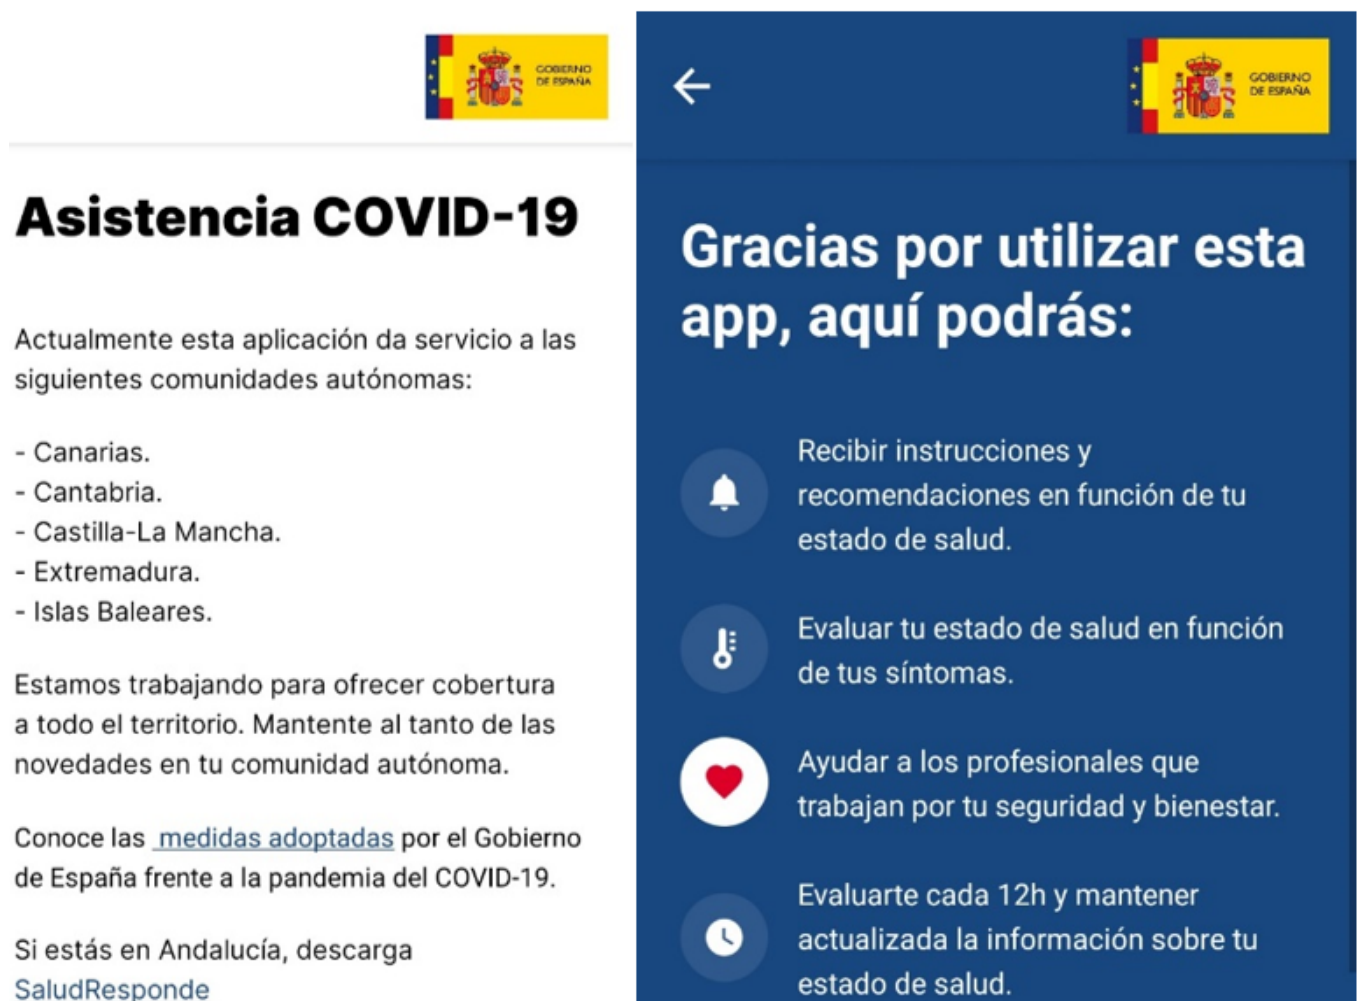 GOBIERNO
DE ESPAÑA
Asistencia COVID-19
Actualmente esta aplicación da servicio a las
siguientes comunidades autónomas:
- Canarias.
- Cantabria.
- Castilla-La Mancha.
- Extremadura.
- Islas Baleares.
Estamos trabajando para ofrecer cobertura
a todo el territorio. Mantente al tanto de las
novedades en tu comunidad autónoma.
Conoce las medidas adoptadas por el Gobierno
de España frente a la pandemia del COVID-19.
Si estás en Andalucía, descarga
SaludResponde
GOBIERNO
DE ESPAÑA
Gracias por utilizar esta
app, aquí podrás:
Recibir instrucciones y
recomendaciones en función de tu
estado de salud.
Evaluar tu estado de salud en función
de tus síntomas.
Ayudar a los profesionales que
trabajan por tu seguridad y bienestar.
Evaluarte cada 12h y mantener
actualizada la información sobre tu
estado de salud.